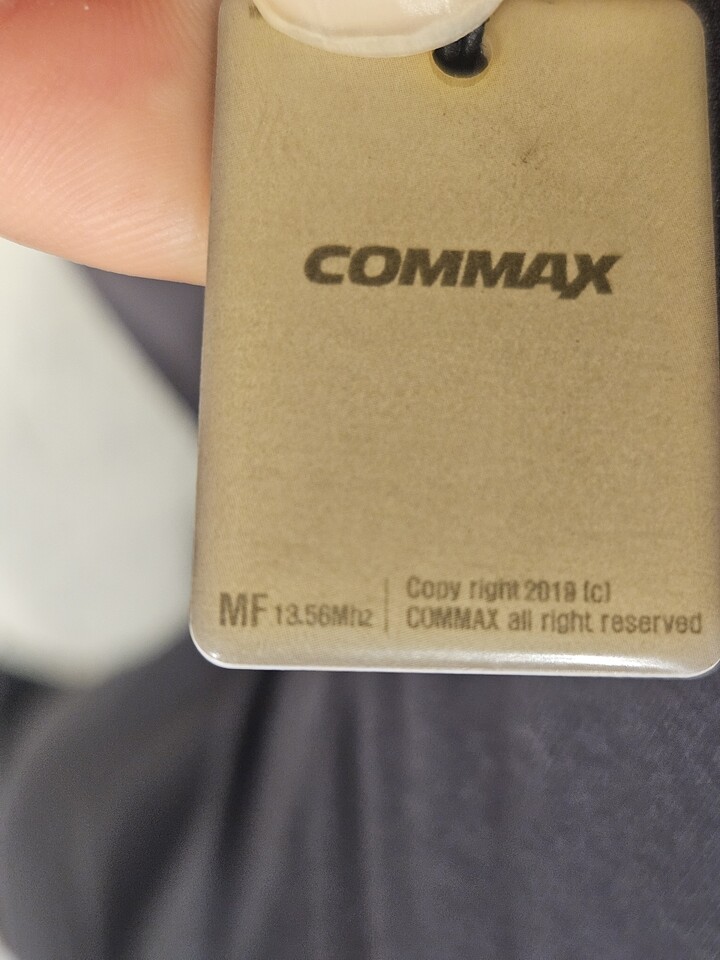 COMMAX
MF 13.56Mhz
Copy right 2019 (c)
COMMAX all right reserved